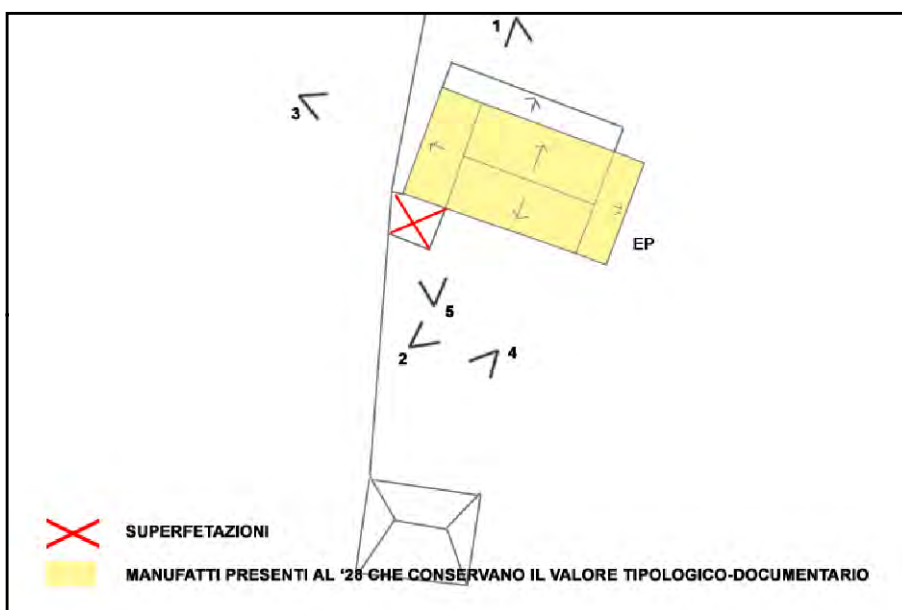 1
3
EP
5
2
4
SUPERFETAZIONI
MANUFATTI PRESENTI AL '28 CHE CONSERVANO IL VALORE TIPOLOGICO-DOCUMENTARIO